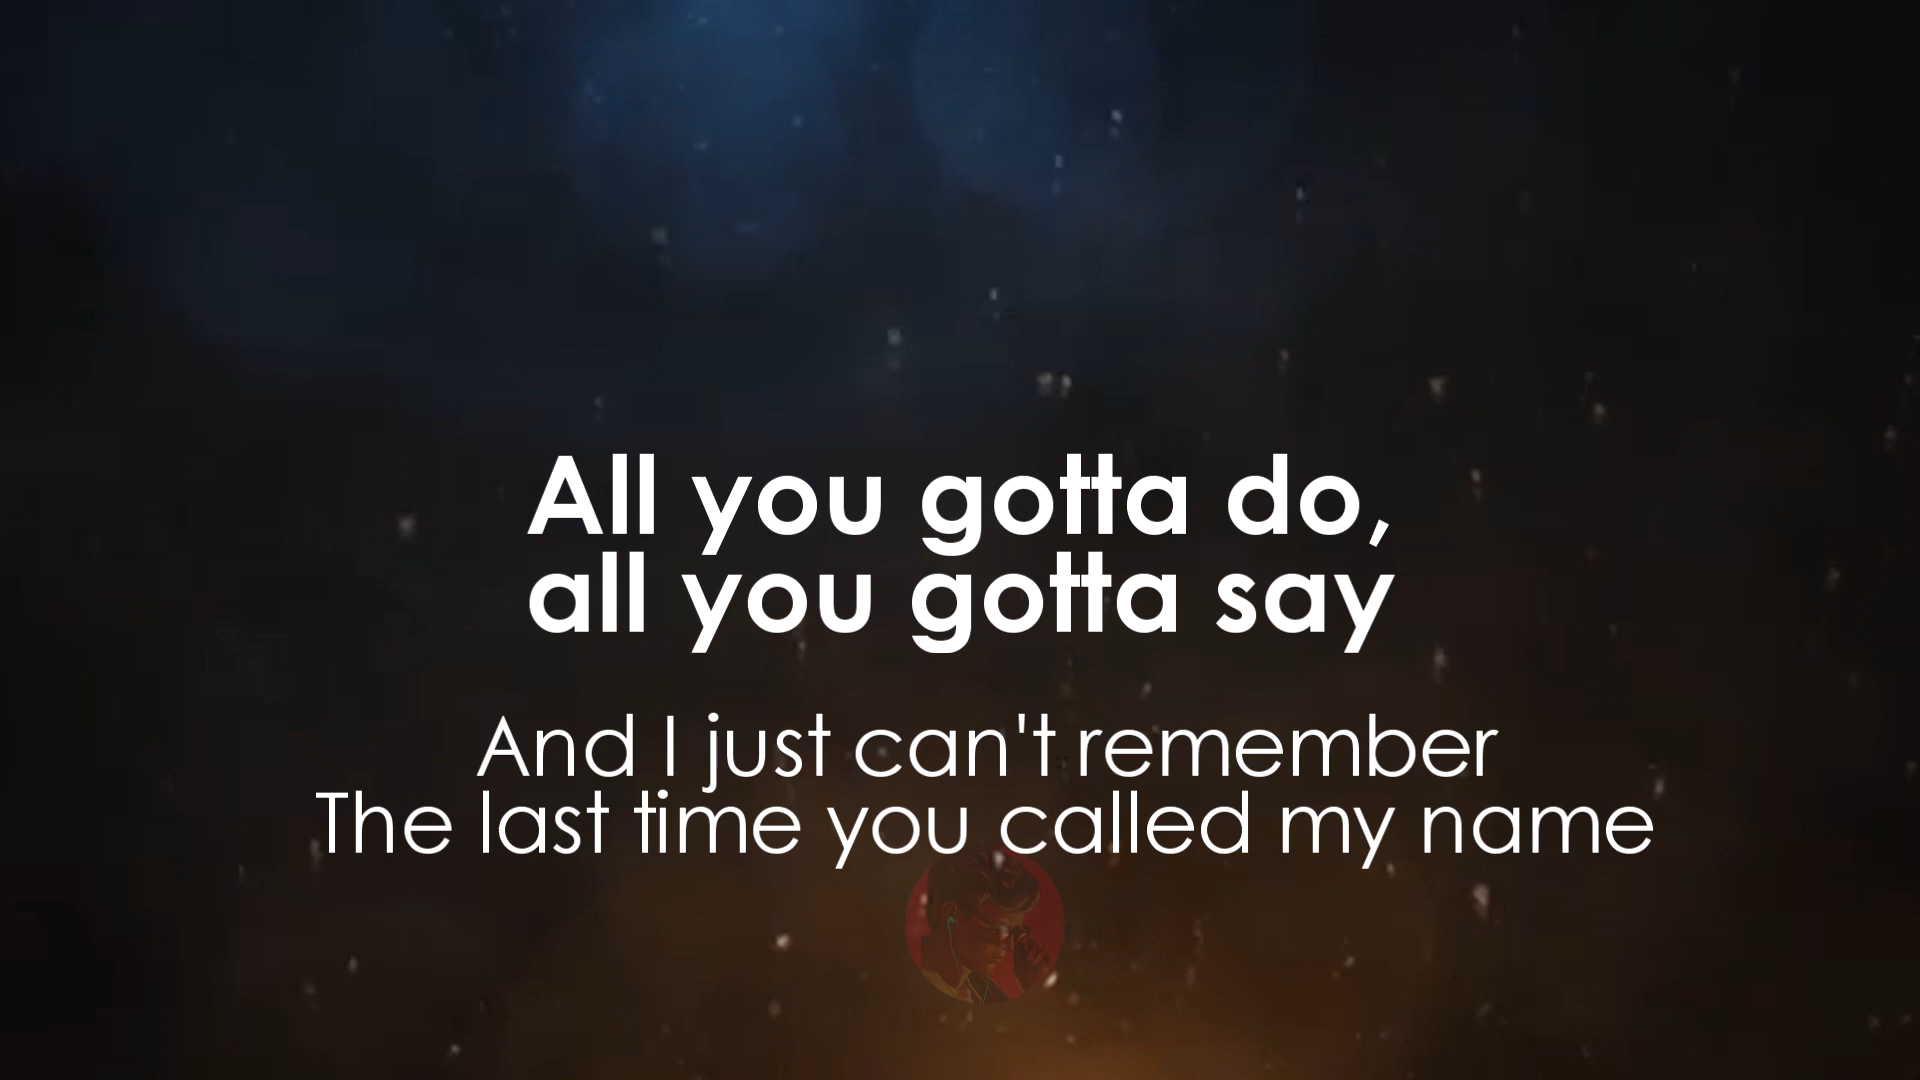 All you gotta do,
all you gotta say
And I just can't remember
The last time you called my name